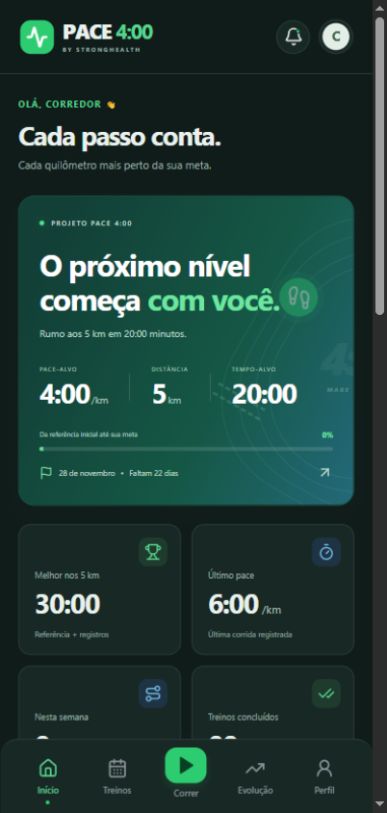 PACE 4:00
BY STRONGHEALTH
C
OLÁ, CORREDOR 👋
Cada passo conta.
Cada quilômetro mais perto da sua meta.
PROJETO PACE 4:00
O próximo nível
começa com você.
Rumo aos 5 km em 20:00 minutos.
PACE-ALVO DISTÂNCIA TEMPO-ALVO
4:00/km 5 km 20:00
Da referência inicial até sua meta 0%
28 de novembro • Faltam 22 dias
Melhor nos 5 km
30:00
Referência + registros
Último pace
6:00 /km
Última corrida registrada
Nesta semana
Treinos concluídos
Início Treinos Correr Evolução Perfil